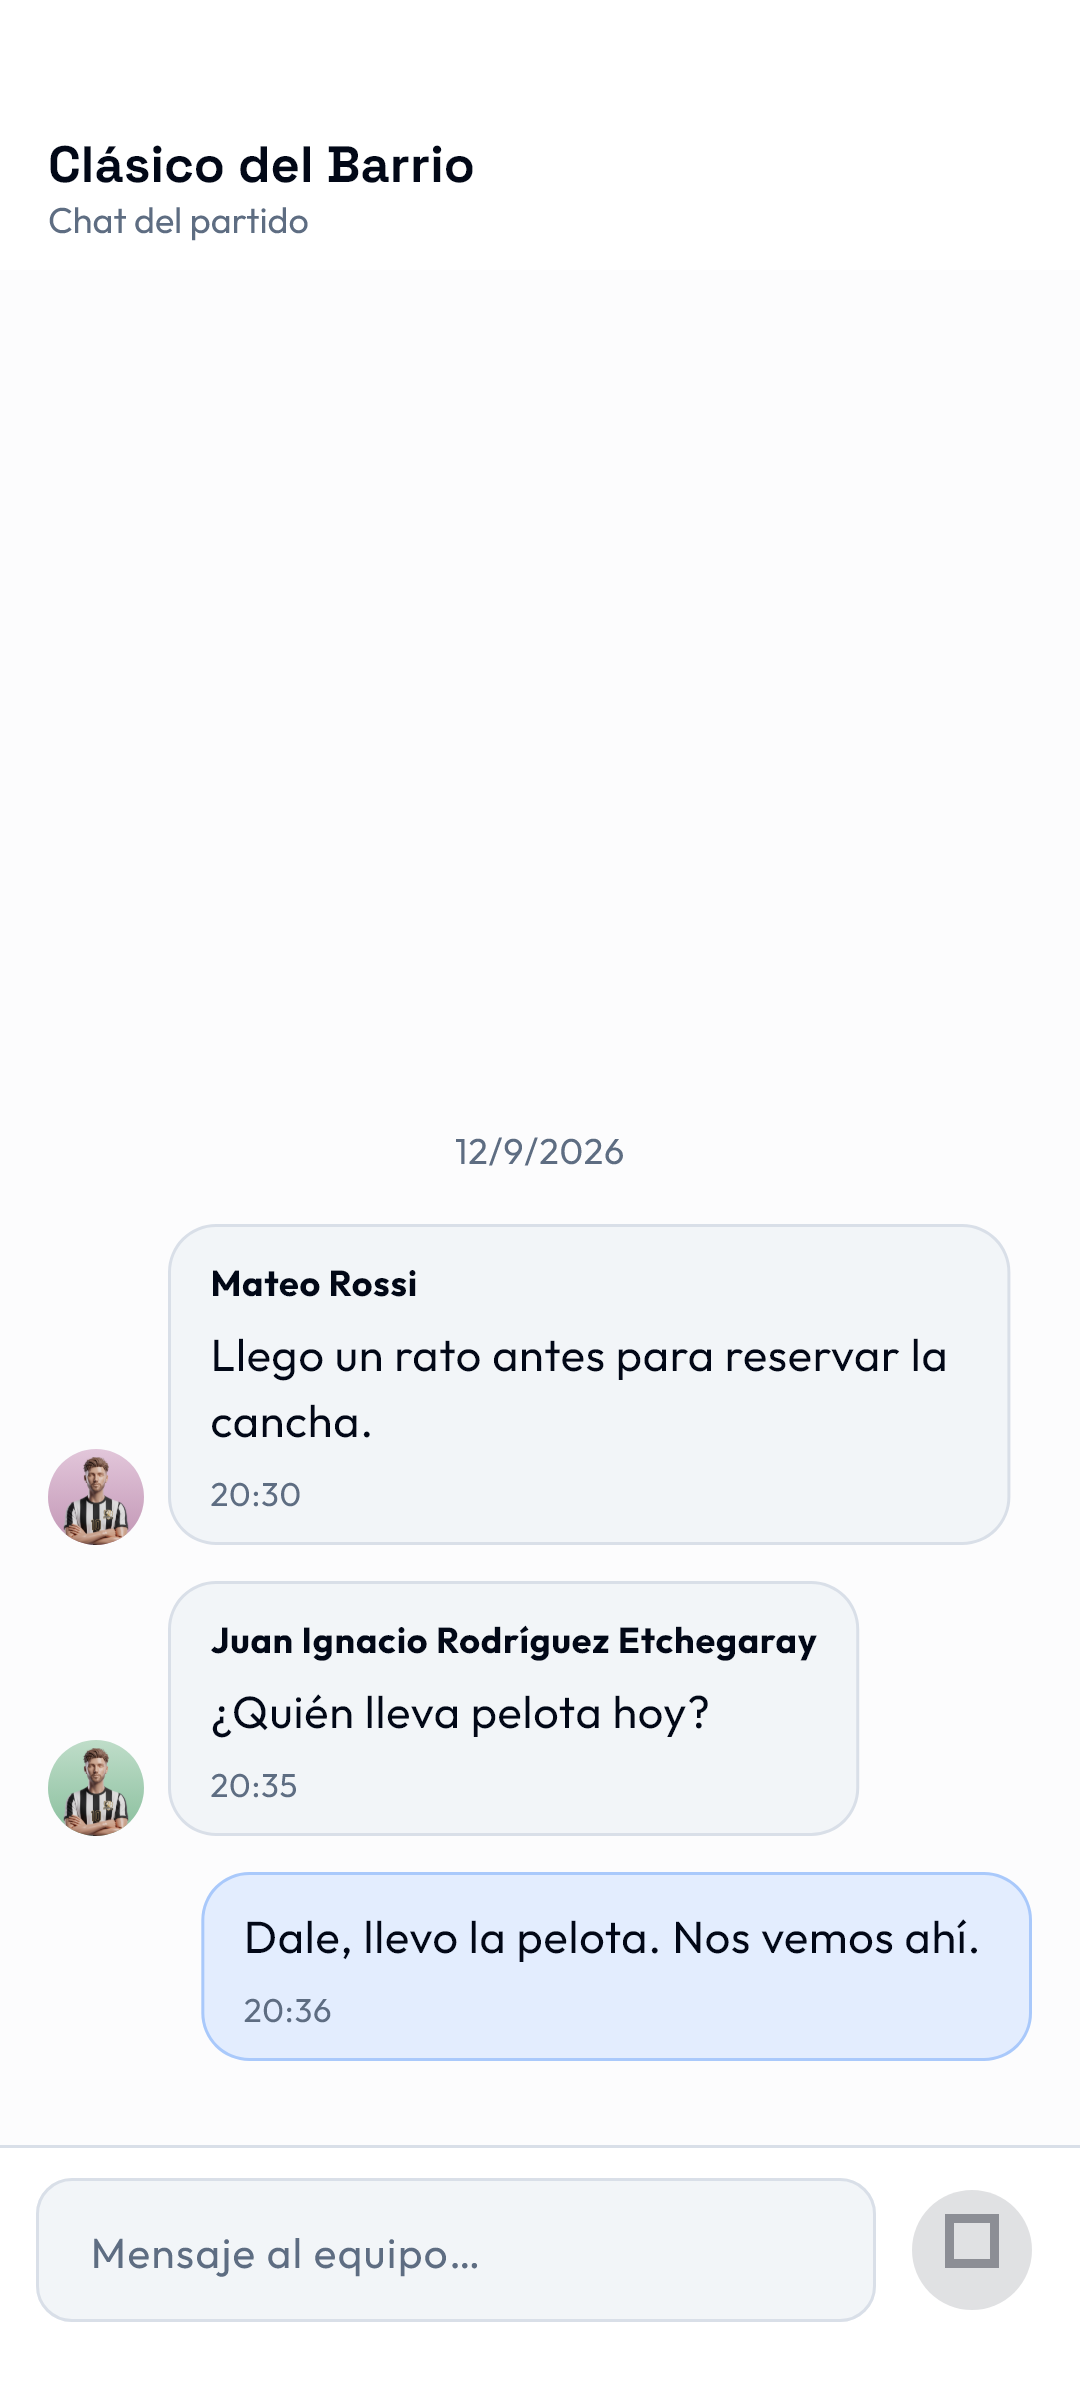 Clásico del Barrio
Chat del partido
12/9/2026
Mateo Rossi
Llego un rato antes para reservar la
cancha.
20:30
Juan Ignacio Rodríguez Etchegaray
¿Quién lleva pelota hoy?
20:35
Dale, llevo la pelota. Nos vemos ahí.
20:36
Mensaje al equipo…